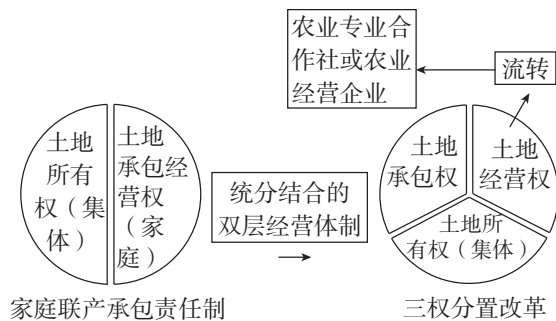 农业专业合
作社或农业
经营企业
流转
土地
所有
权（集
体）
土地
承包经
营权
（家
庭）
统分结合的
双层经营体制
土地
承包权
土地
经营权
土地所
有权（集体）
家庭联产承包责任制
三权分置改革